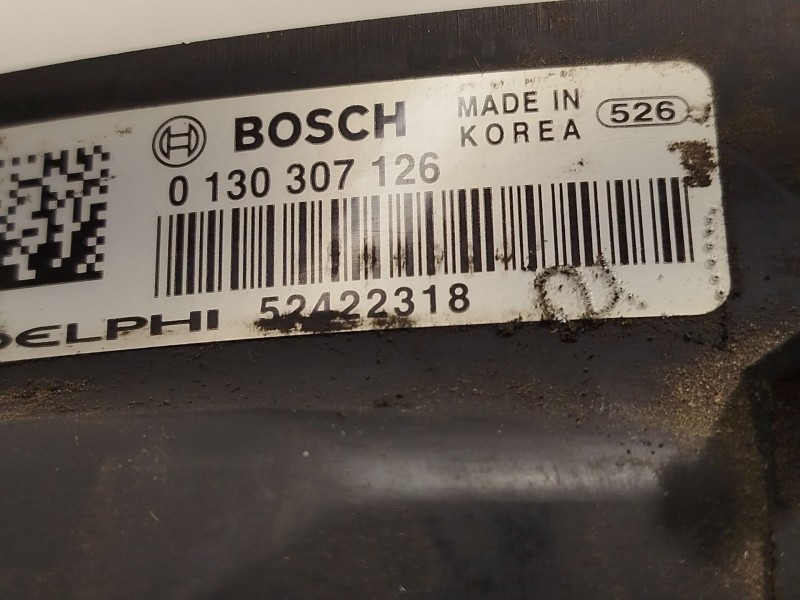 BOSCH MADE IN
KOREA 526
0 130 307 126
DELPHI 52422318